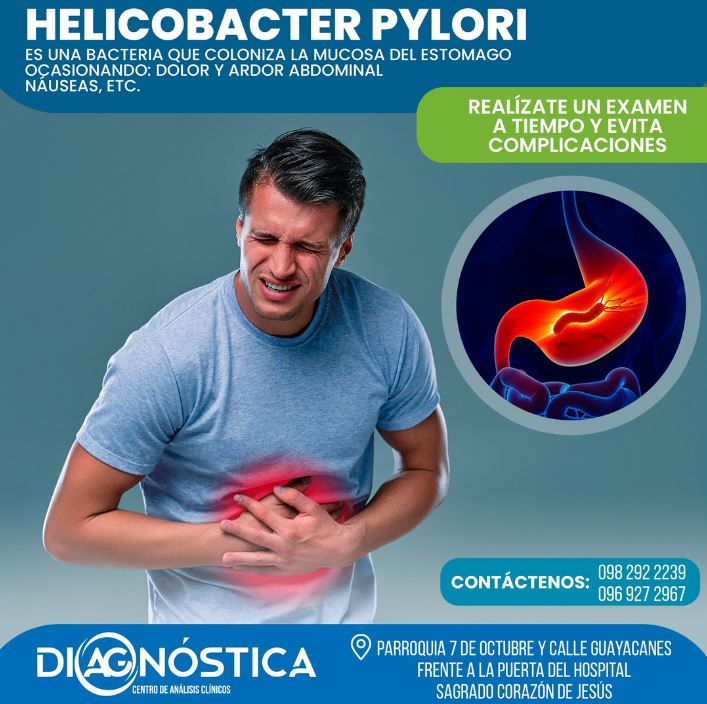 HELICOBACTER PYLORI
ES UNA BACTERIA QUE COLONIZA LA MUCOSA DEL ESTOMAGO
OCASIONANDO: DOLOR Y ARDOR ABDOMINAL
NÁUSEAS, ETC.
REALÍZATE UN EXAMEN
A TIEMPO Y EVITA
COMPLICACIONES
CONTÁCTENOS: 098 292 2239
096 927 2967
DIAGNÓSTICA
CENTRO DE ANÁLISIS CLÍNICOS
PARROQUIA 7 DE OCTUBRE Y CALLE GUAYACANES
FRENTE A LA PUERTA DEL HOSPITAL
SAGRADO CORAZÓN DE JESÚS